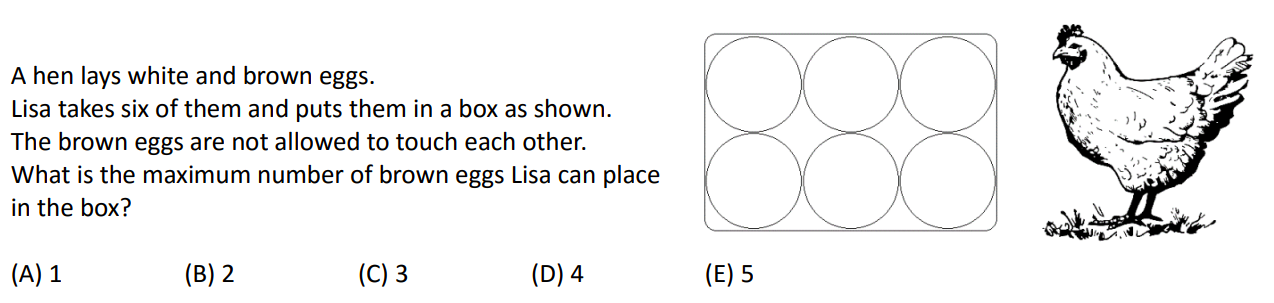 A hen lays white and brown eggs.
Lisa takes six of them and puts them in a box as shown.
The brown eggs are not allowed to touch each other.
What is the maximum number of brown eggs Lisa can place
in the box?
(A) 1 (B) 2 (C) 3 (D) 4 (E) 5